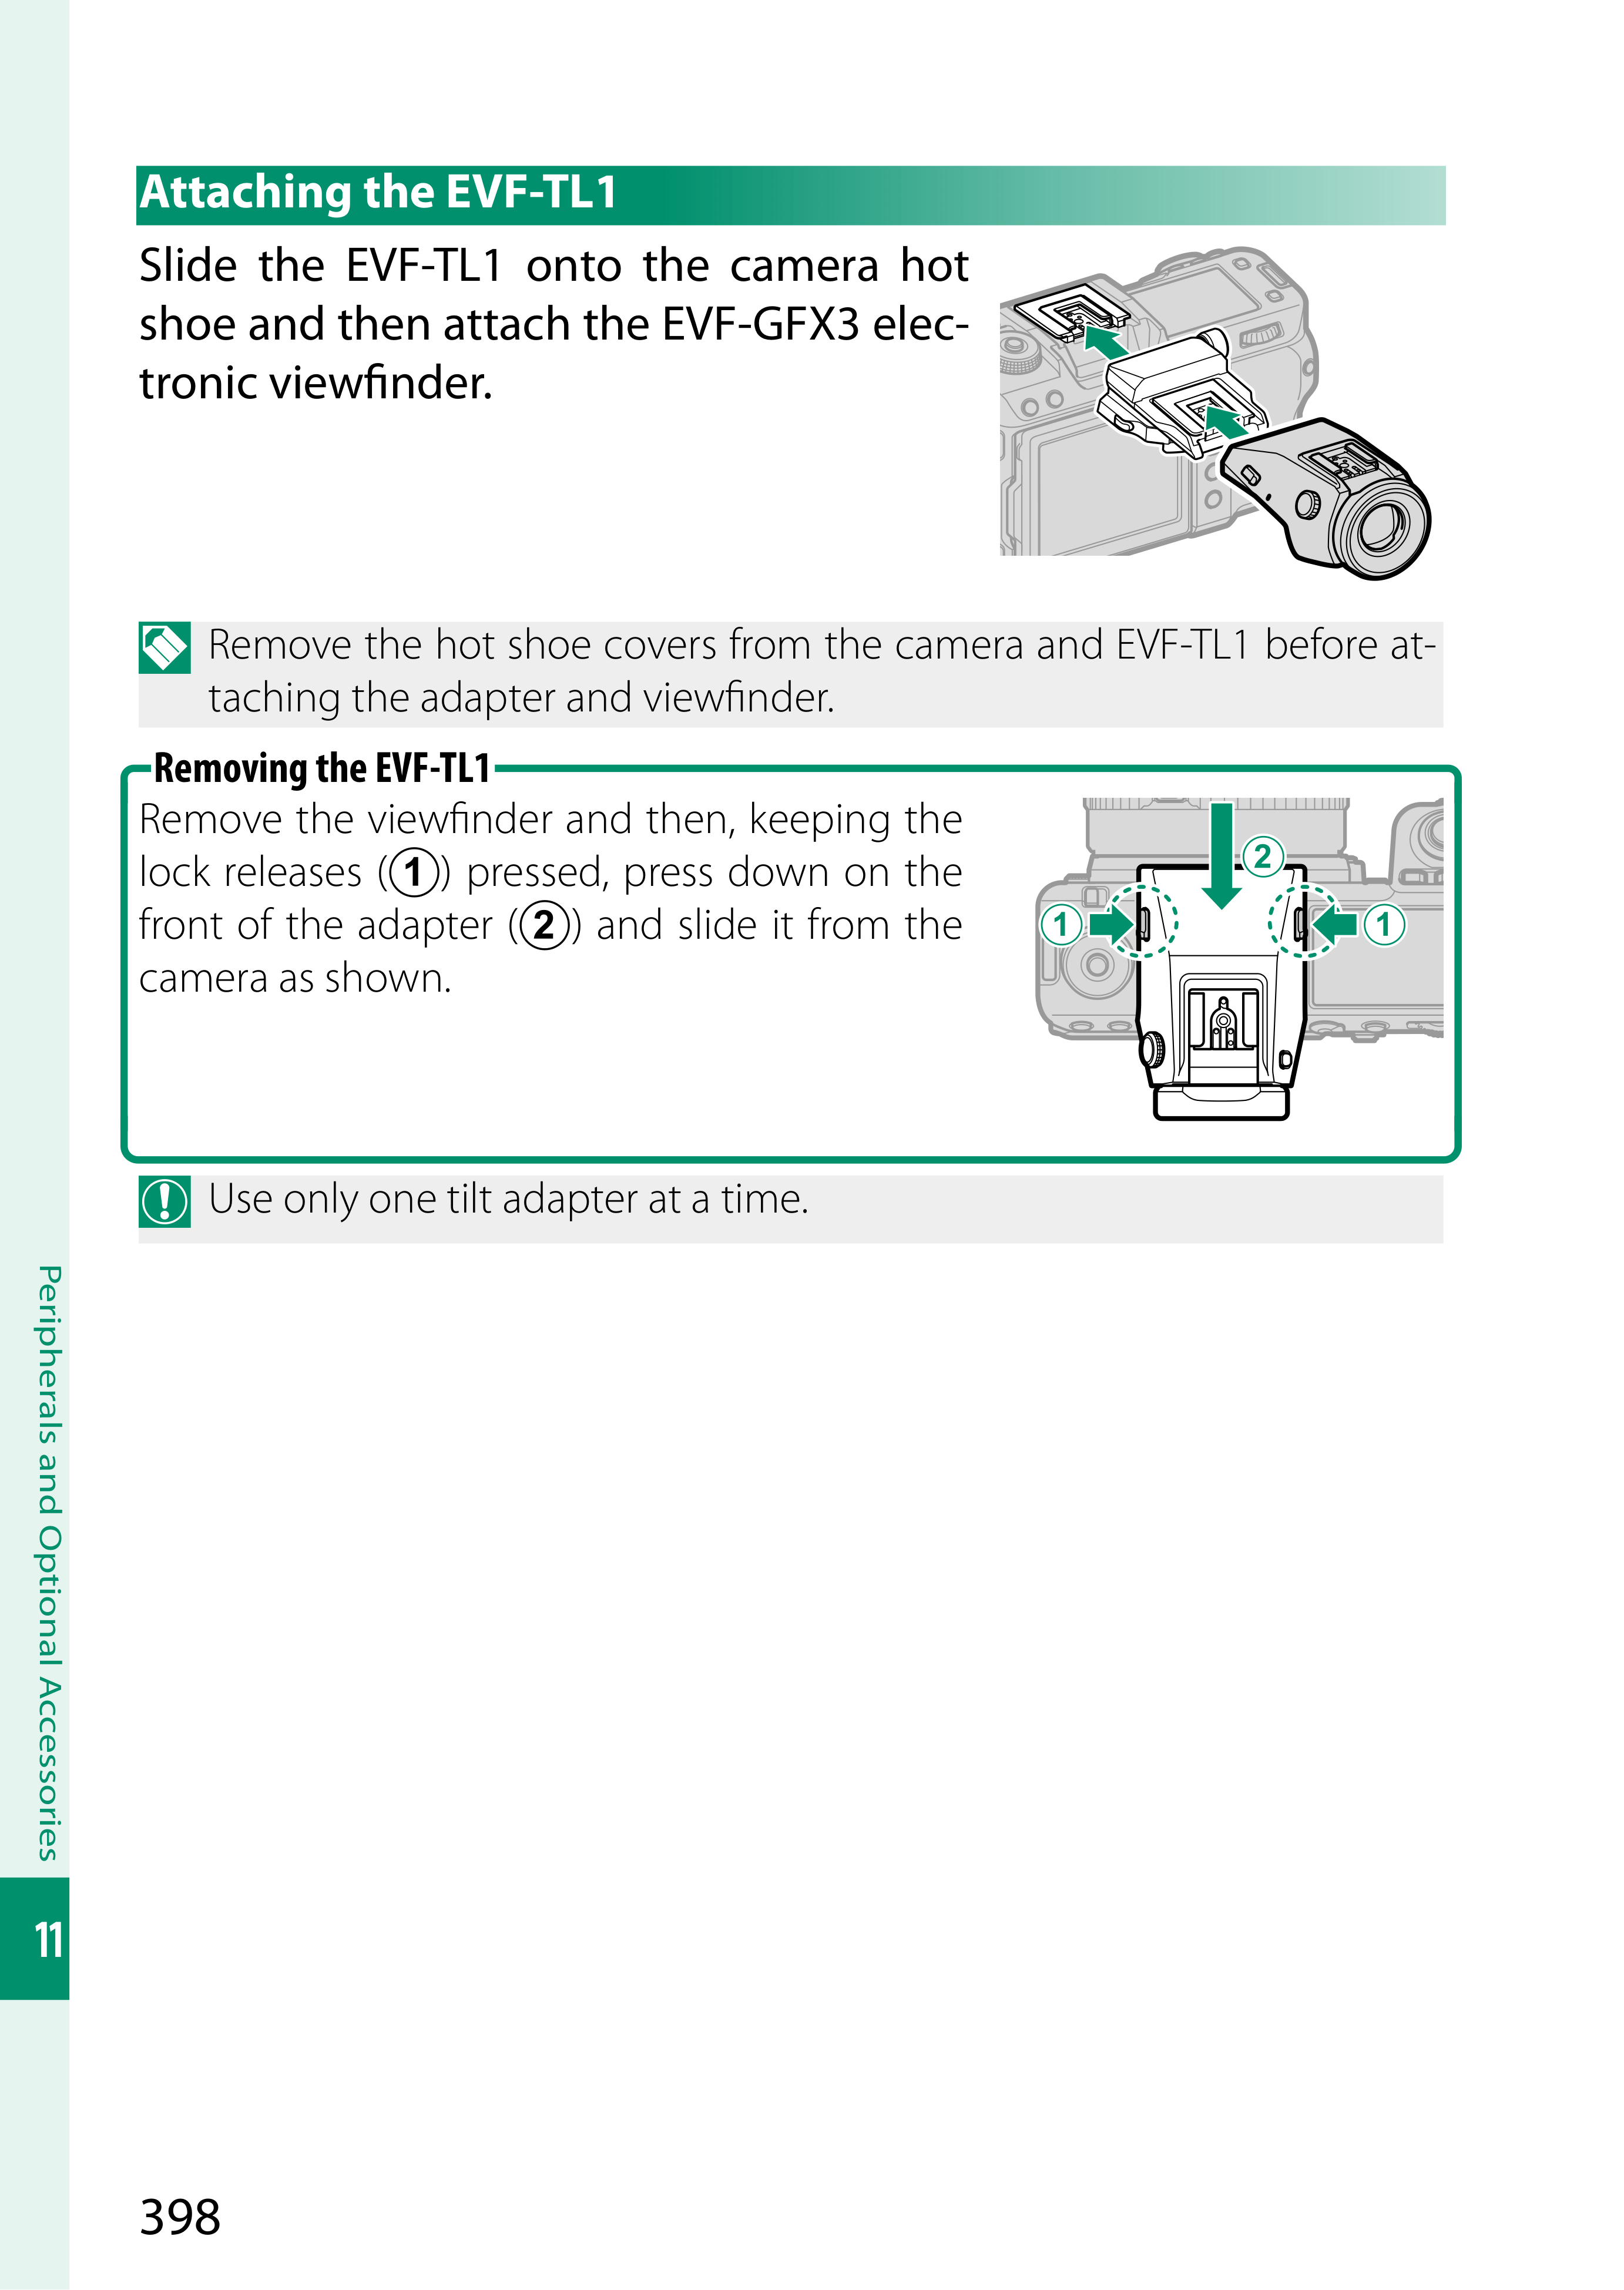 Attaching the EVF-TL1
Slide the EVF-TL1 onto the camera hot
shoe and then attach the EVF-GFX3 elec-
tronic viewfinder.
Remove the hot shoe covers from the camera and EVF-TL1 before at-
taching the adapter and viewfinder.
Removing the EVF-TL1
Remove the viewfinder and then, keeping the
lock releases (①) pressed, press down on the
front of the adapter (②) and slide it from the
camera as shown.
②
① ①
Use only one tilt adapter at a time.
Peripherals and Optional Accessories
11
398